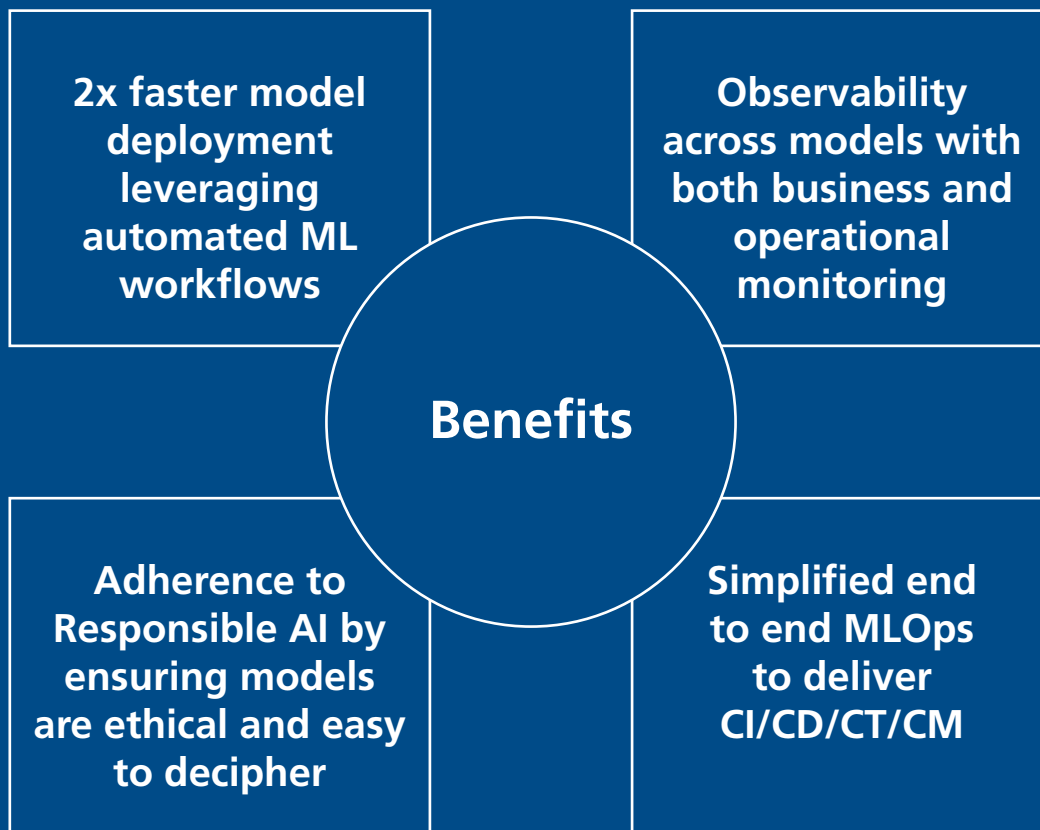 2x faster model
deployment
leveraging
automated ML
workflows
Observability
across models with
both business and
operational
monitoring
Benefits
Adherence to
Responsible AI by
ensuring models
are ethical and easy
to decipher
Simplified end
to end MLOps
to deliver
CI/CD/CT/CM